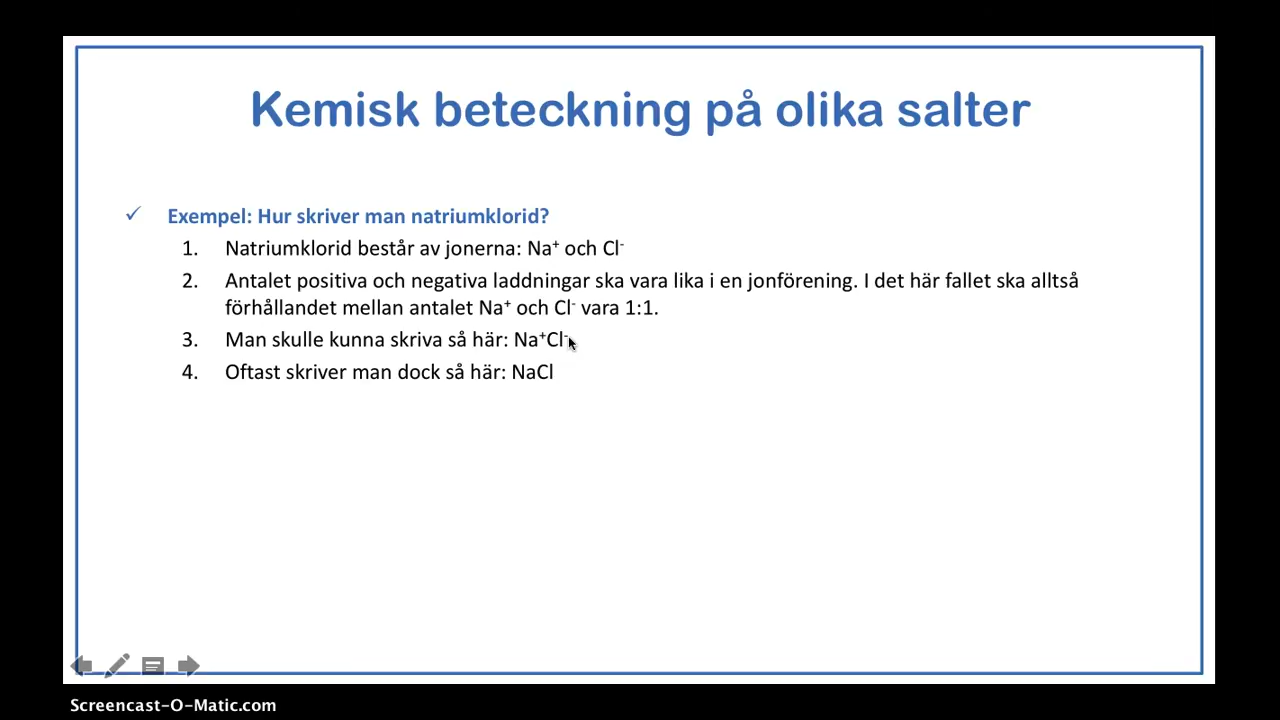 Kemisk beteckning på olika salter
✓ Exempel: Hur skriver man natriumklorid?
1. Natriumklorid består av jonerna: Na⁺ och Cl⁻
2. Antalet positiva och negativa laddningar ska vara lika i en jonförening. I det här fallet ska alltså
förhållandet mellan antalet Na⁺ och Cl⁻ vara 1:1.
3. Man skulle kunna skriva så här: Na⁺Cl⁻
4. Oftast skriver man dock så här: NaCl
Screencast-O-Matic.com